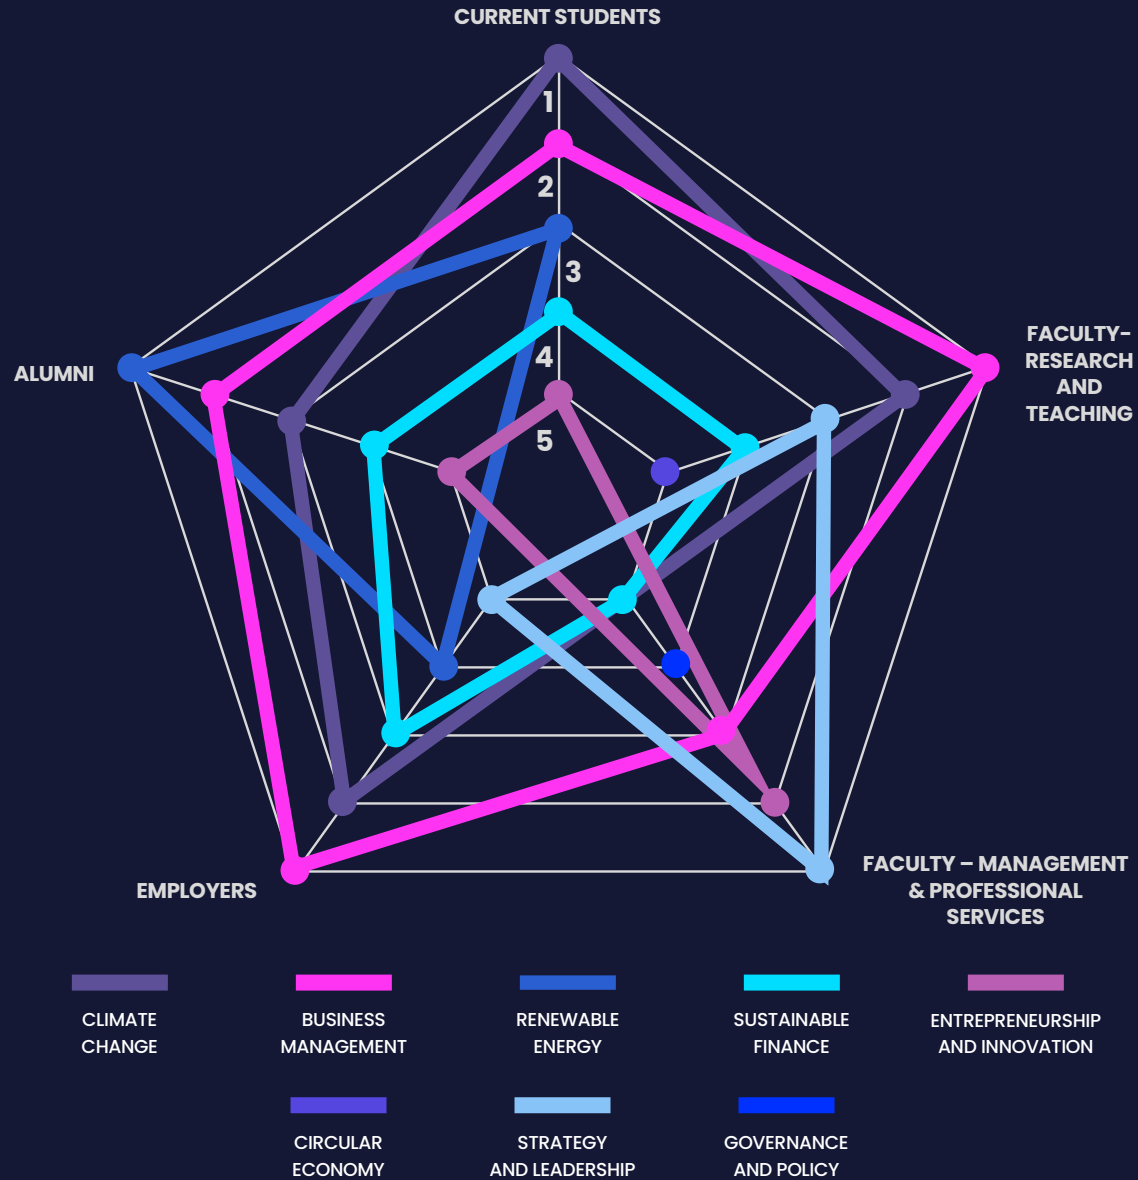 CURRENT STUDENTS
1
2
3
4
5
FACULTY-
RESEARCH
AND
TEACHING
ALUMNI
FACULTY – MANAGEMENT
& PROFESSIONAL
SERVICES
EMPLOYERS
CLIMATE
CHANGE
BUSINESS
MANAGEMENT
RENEWABLE
ENERGY
SUSTAINABLE
FINANCE
ENTREPRENEURSHIP
AND INNOVATION
CIRCULAR
ECONOMY
STRATEGY
AND LEADERSHIP
GOVERNANCE
AND POLICY